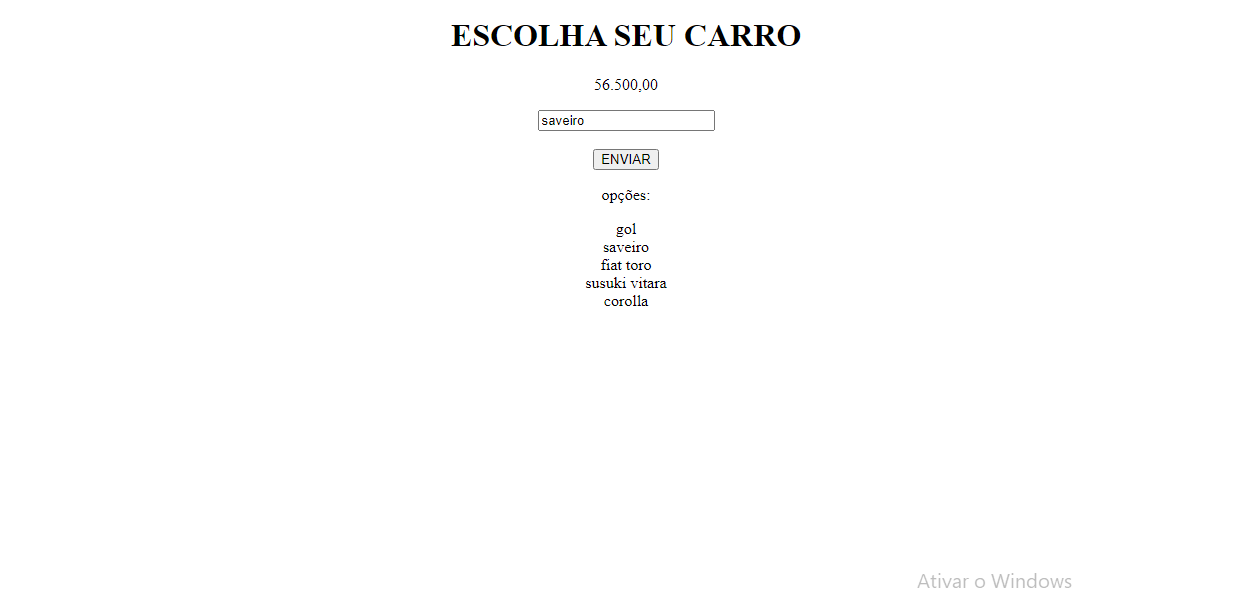 ESCOLHA SEU CARRO
56.500,00
saveiro
ENVIAR
opções:
gol
saveiro
fiat toro
susuki vitara
corolla
Ativar o Windows